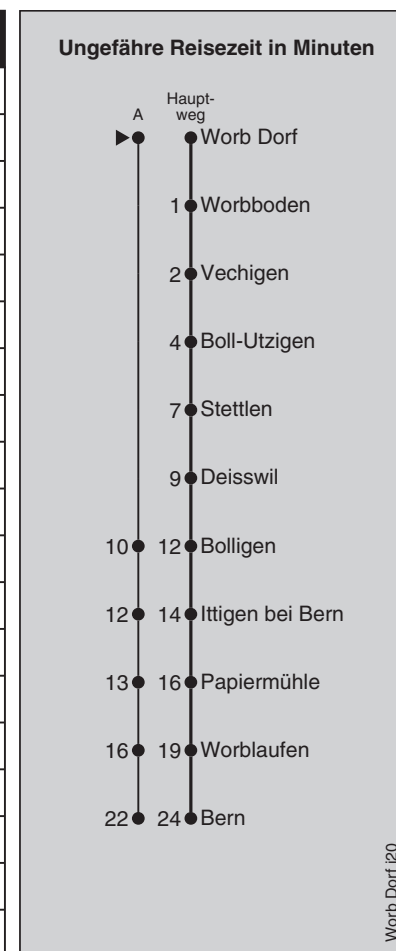 Ungefähre Reisezeit in Minuten
Haupt-
A weg
Worb Dorf
1 Worbboden
2 Vechigen
4 Boll-Utzigen
7 Stettlen
9 Deisswil
10 12 Bolligen
12 14 Ittigen bei Bern
13 16 Papiermühle
16 19 Worblaufen
22 24 Bern
Worb Dorf j20